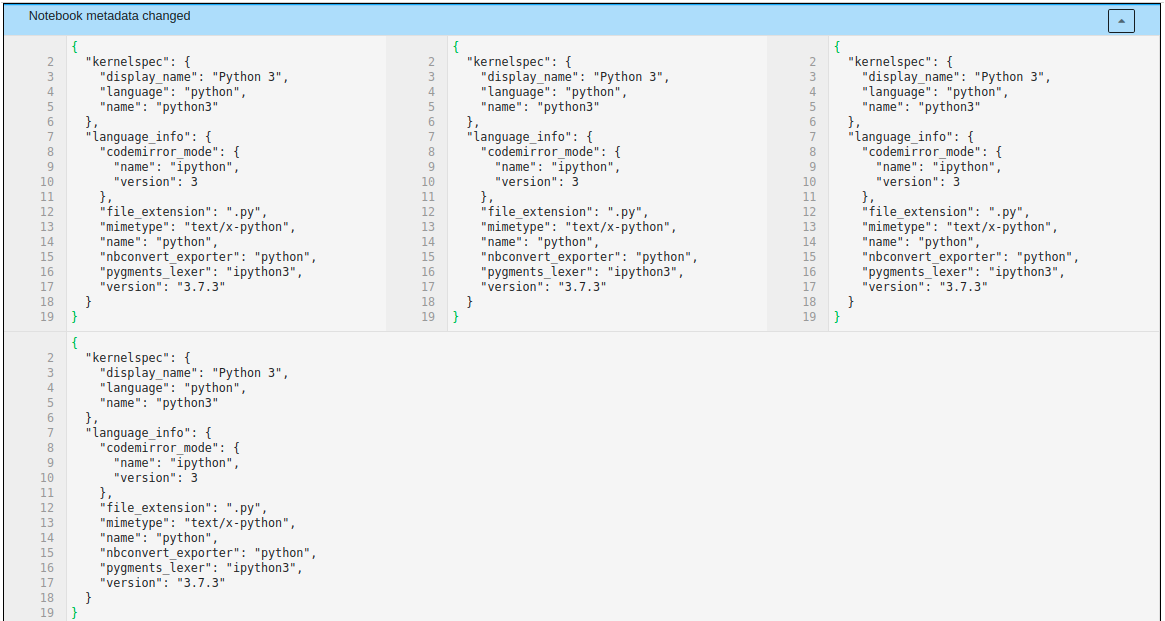 Notebook metadata changed
{
2 "kernelspec": {
3 "display_name": "Python 3",
4 "language": "python",
5 "name": "python3"
6 },
7 "language_info": {
8 "codemirror_mode": {
9 "name": "ipython",
10 "version": 3
11 },
12 "file_extension": ".py",
13 "mimetype": "text/x-python",
14 "name": "python",
15 "nbconvert_exporter": "python",
16 "pygments_lexer": "ipython3",
17 "version": "3.7.3"
18 }
19 }
{
2 "kernelspec": {
3 "display_name": "Python 3",
4 "language": "python",
5 "name": "python3"
6 },
7 "language_info": {
8 "codemirror_mode": {
9 "name": "ipython",
10 "version": 3
11 },
12 "file_extension": ".py",
13 "mimetype": "text/x-python",
14 "name": "python",
15 "nbconvert_exporter": "python",
16 "pygments_lexer": "ipython3",
17 "version": "3.7.3"
18 }
19 }
{
2 "kernelspec": {
3 "display_name": "Python 3",
4 "language": "python",
5 "name": "python3"
6 },
7 "language_info": {
8 "codemirror_mode": {
9 "name": "ipython",
10 "version": 3
11 },
12 "file_extension": ".py",
13 "mimetype": "text/x-python",
14 "name": "python",
15 "nbconvert_exporter": "python",
16 "pygments_lexer": "ipython3",
17 "version": "3.7.3"
18 }
19 }
{
2 "kernelspec": {
3 "display_name": "Python 3",
4 "language": "python",
5 "name": "python3"
6 },
7 "language_info": {
8 "codemirror_mode": {
9 "name": "ipython",
10 "version": 3
11 },
12 "file_extension": ".py",
13 "mimetype": "text/x-python",
14 "name": "python",
15 "nbconvert_exporter": "python",
16 "pygments_lexer": "ipython3",
17 "version": "3.7.3"
18 }
19 }